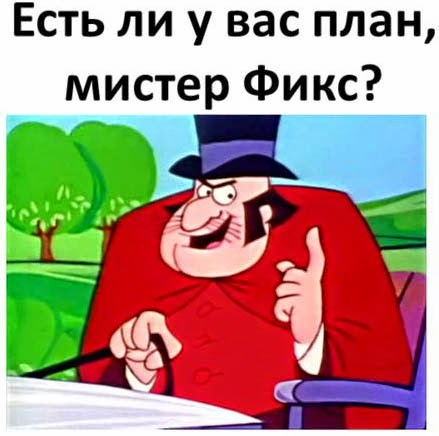 Есть ли у вас план,
мистер Фикс?